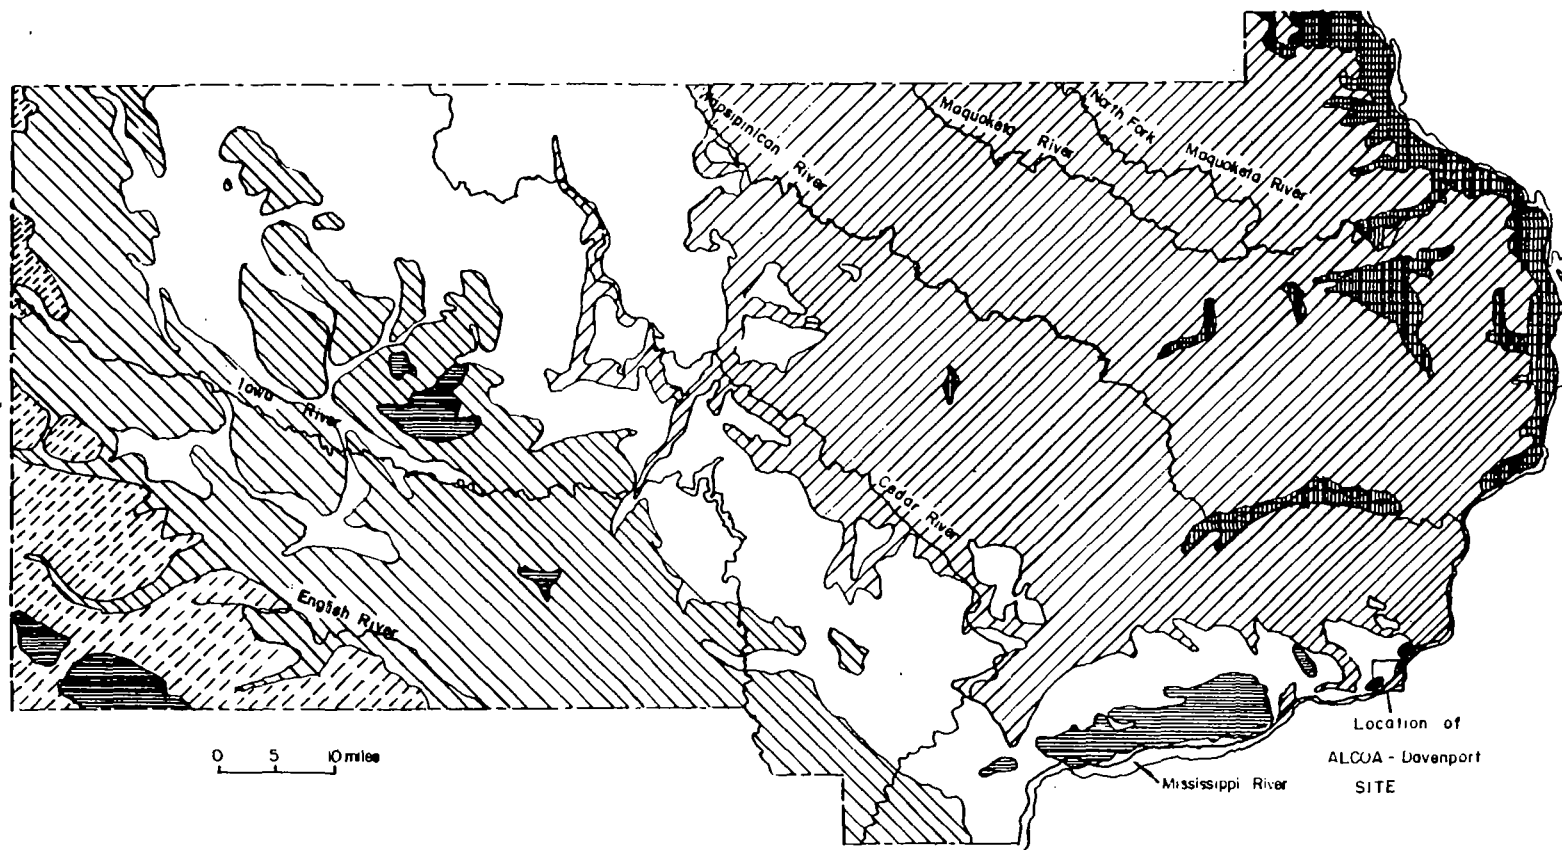 Wapsipinican River
Maquoketa River
North Fork
Maquoketa River
Iowa River
Cedar River
English River
0 5 10 miles
Location of
ALCOA - Davenport
SITE
Mississippi River